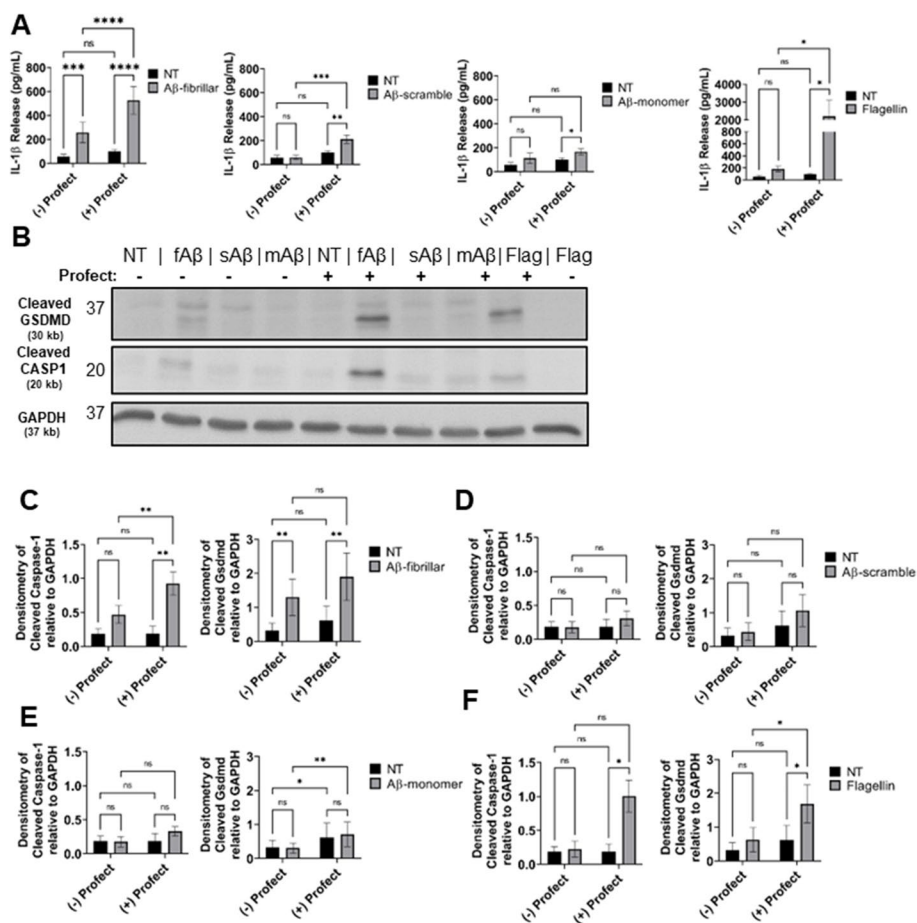 A
IL-1β Release (pg/mL)
800
600
400
200
0
ns
****
***
****
(-) Profect
(+) Profect
NT
Aβ-fibrillar
IL-1β Release (pg/mL)
800
600
400
200
0
***
ns
ns
**
(-) Profect
(+) Profect
NT
Aβ-scramble
IL-1β Release (pg/mL)
800
600
400
200
0
ns
ns
ns
*
(-) Profect
(+) Profect
NT
Aβ-monomer
IL-1β Release (pg/mL)
4000
3000
2000
1000
800
600
400
200
0
*
ns
ns
*
(-) Profect
(+) Profect
NT
Flagellin
B
NT | fAβ | sAβ | mAβ | NT | fAβ | sAβ | mAβ | Flag | Flag
Profect: - - - - + + + + + -
Cleaved GSDMD (30 kb) 37
Cleaved CASP1 (20 kb) 20
GAPDH (37 kb) 37
C
Densitometry of
Cleaved Caspase-1
relative to GAPDH
1.5
1.0
0.5
0.0
**
ns
ns
**
(-) Profect
(+) Profect
Densitometry of
Cleaved Gsdmd
relative to GAPDH
3
2
1
0
ns
ns
**
**
(-) Profect
(+) Profect
NT
Aβ-fibrillar
D
Densitometry of
Cleaved Caspase-1
relative to GAPDH
1.5
1.0
0.5
0.0
ns
ns
ns
ns
(-) Profect
(+) Profect
Densitometry of
Cleaved Gsdmd
relative to GAPDH
3
2
1
0
ns
ns
ns
ns
(-) Profect
(+) Profect
NT
Aβ-scramble
E
Densitometry of
Cleaved Caspase-1
relative to GAPDH
1.5
1.0
0.5
0.0
ns
ns
ns
ns
(-) Profect
(+) Profect
Densitometry of
Cleaved Gsdmd
relative to GAPDH
3
2
1
0
**
*
ns
ns
(-) Profect
(+) Profect
NT
Aβ-monomer
F
Densitometry of
Cleaved Caspase-1
relative to GAPDH
1.5
1.0
0.5
0.0
ns
ns
ns
*
(-) Profect
(+) Profect
Densitometry of
Cleaved Gsdmd
relative to GAPDH
3
2
1
0
*
ns
ns
*
(-) Profect
(+) Profect
NT
Flagellin